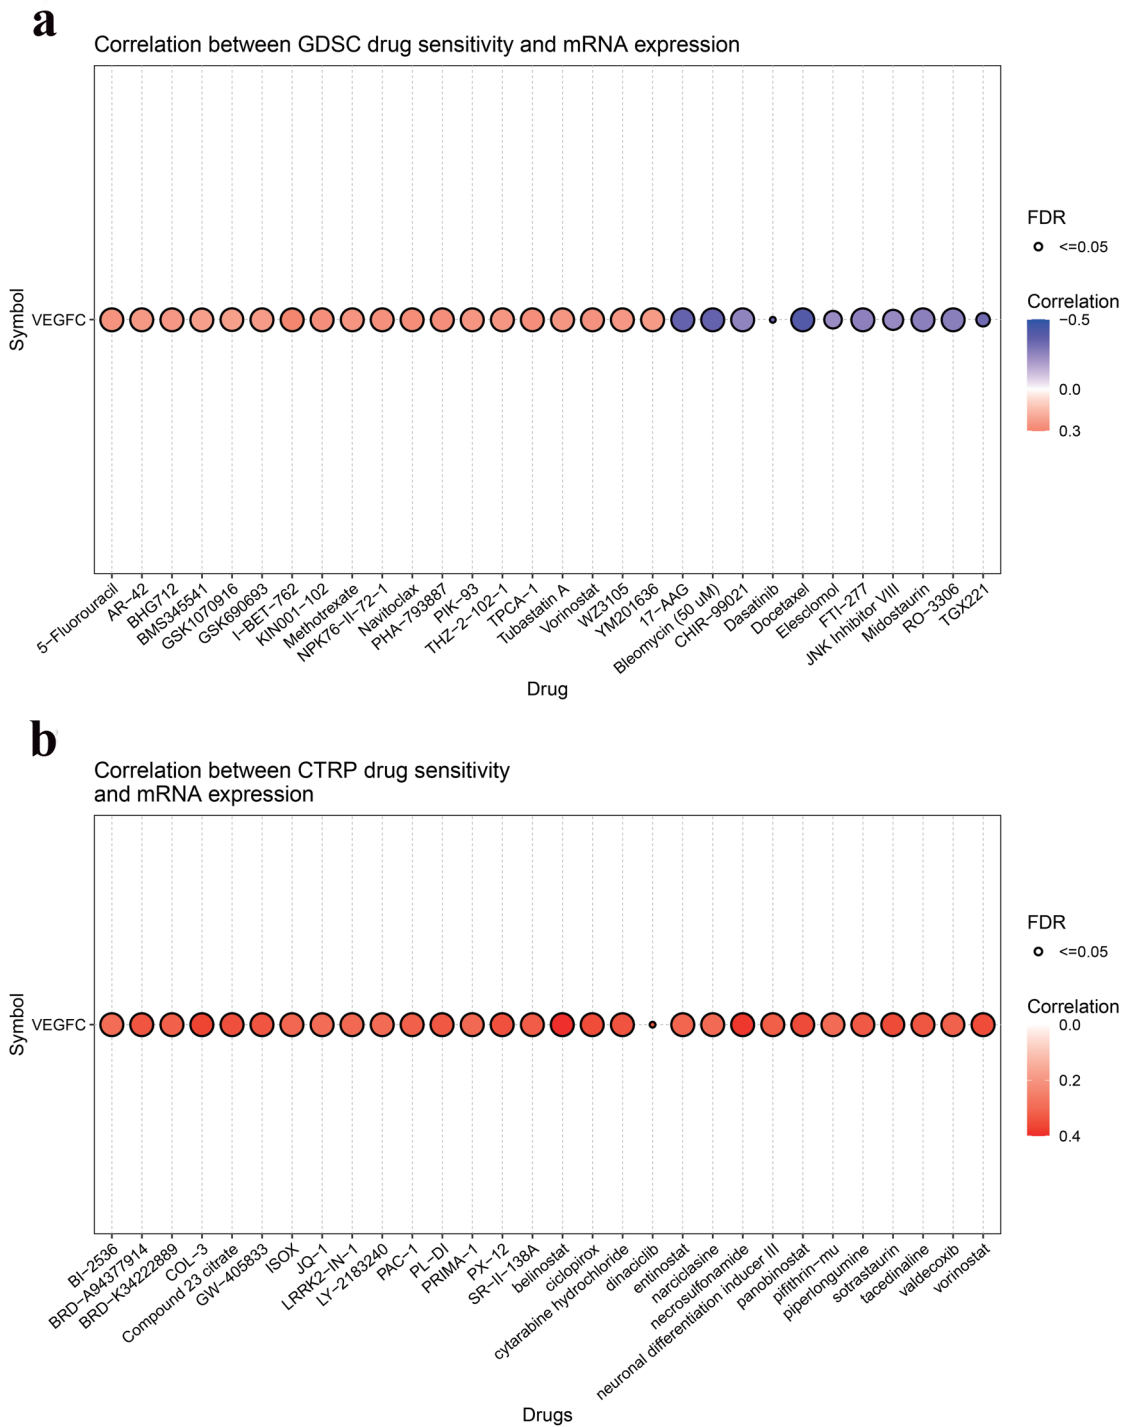 a
Correlation between GDSC drug sensitivity and mRNA expression
Symbol
VEGFC
5−Fluorouracil
AR−42
BHG712
BMS345541
GSK1070916
GSK690693
I−BET−762
KIN001−102
Methotrexate
NPK76−II−72−1
Navitoclax
PHA−793887
PIK−93
THZ−2−102−1
TPCA−1
Tubastatin A
Vorinostat
WZ3105
YM201636
17−AAG
Bleomycin (50 uM)
CHIR−99021
Dasatinib
Docetaxel
Elesclomol
FTI−277
JNK Inhibitor VIII
Midostaurin
RO−3306
TGX221
Drug
FDR
<=0.05
Correlation
−0.5
0.0
0.3
b
Correlation between CTRP drug sensitivity
and mRNA expression
Symbol
VEGFC
BI−2536
BRD−A94377914
BRD−K34222889
COL−3
Compound 23 citrate
GW−405833
ISOX
JQ−1
LRRK2−IN−1
LY−2183240
PAC−1
PL−DI
PRIMA−1
PX−12
SR−II−138A
belinostat
ciclopirox
cytarabine hydrochloride
dinaciclib
entinostat
narciclasine
necrosulfonamide
neuronal differentiation inducer III
panobinostat
pifithrin−mu
piperlongumine
sotrastaurin
tacedinaline
valdecoxib
vorinostat
Drugs
FDR
<=0.05
Correlation
0.0
0.2
0.4